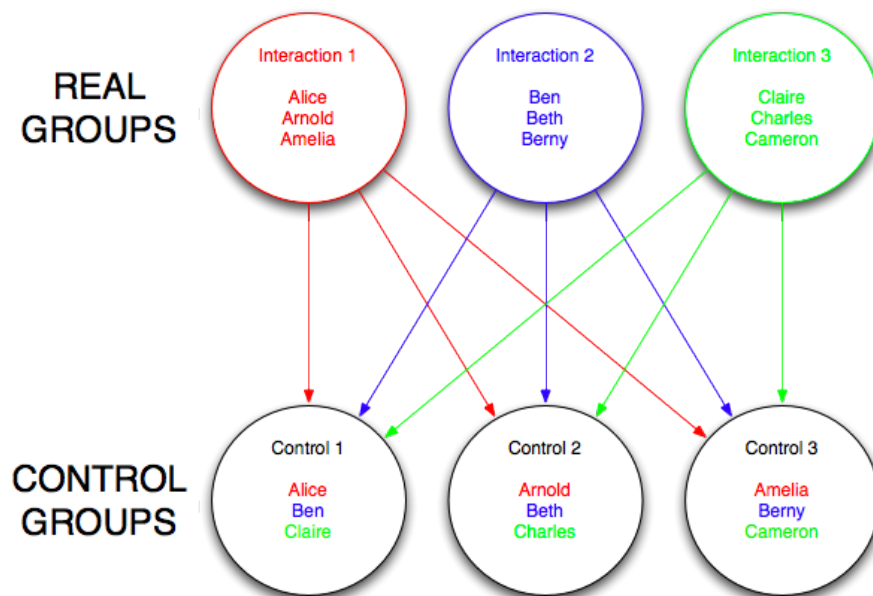 REAL
GROUPS
Interaction 1
Alice
Arnold
Amelia
Interaction 2
Ben
Beth
Berny
Interaction 3
Claire
Charles
Cameron
CONTROL
GROUPS
Control 1
Alice
Ben
Claire
Control 2
Arnold
Beth
Charles
Control 3
Amelia
Berny
Cameron